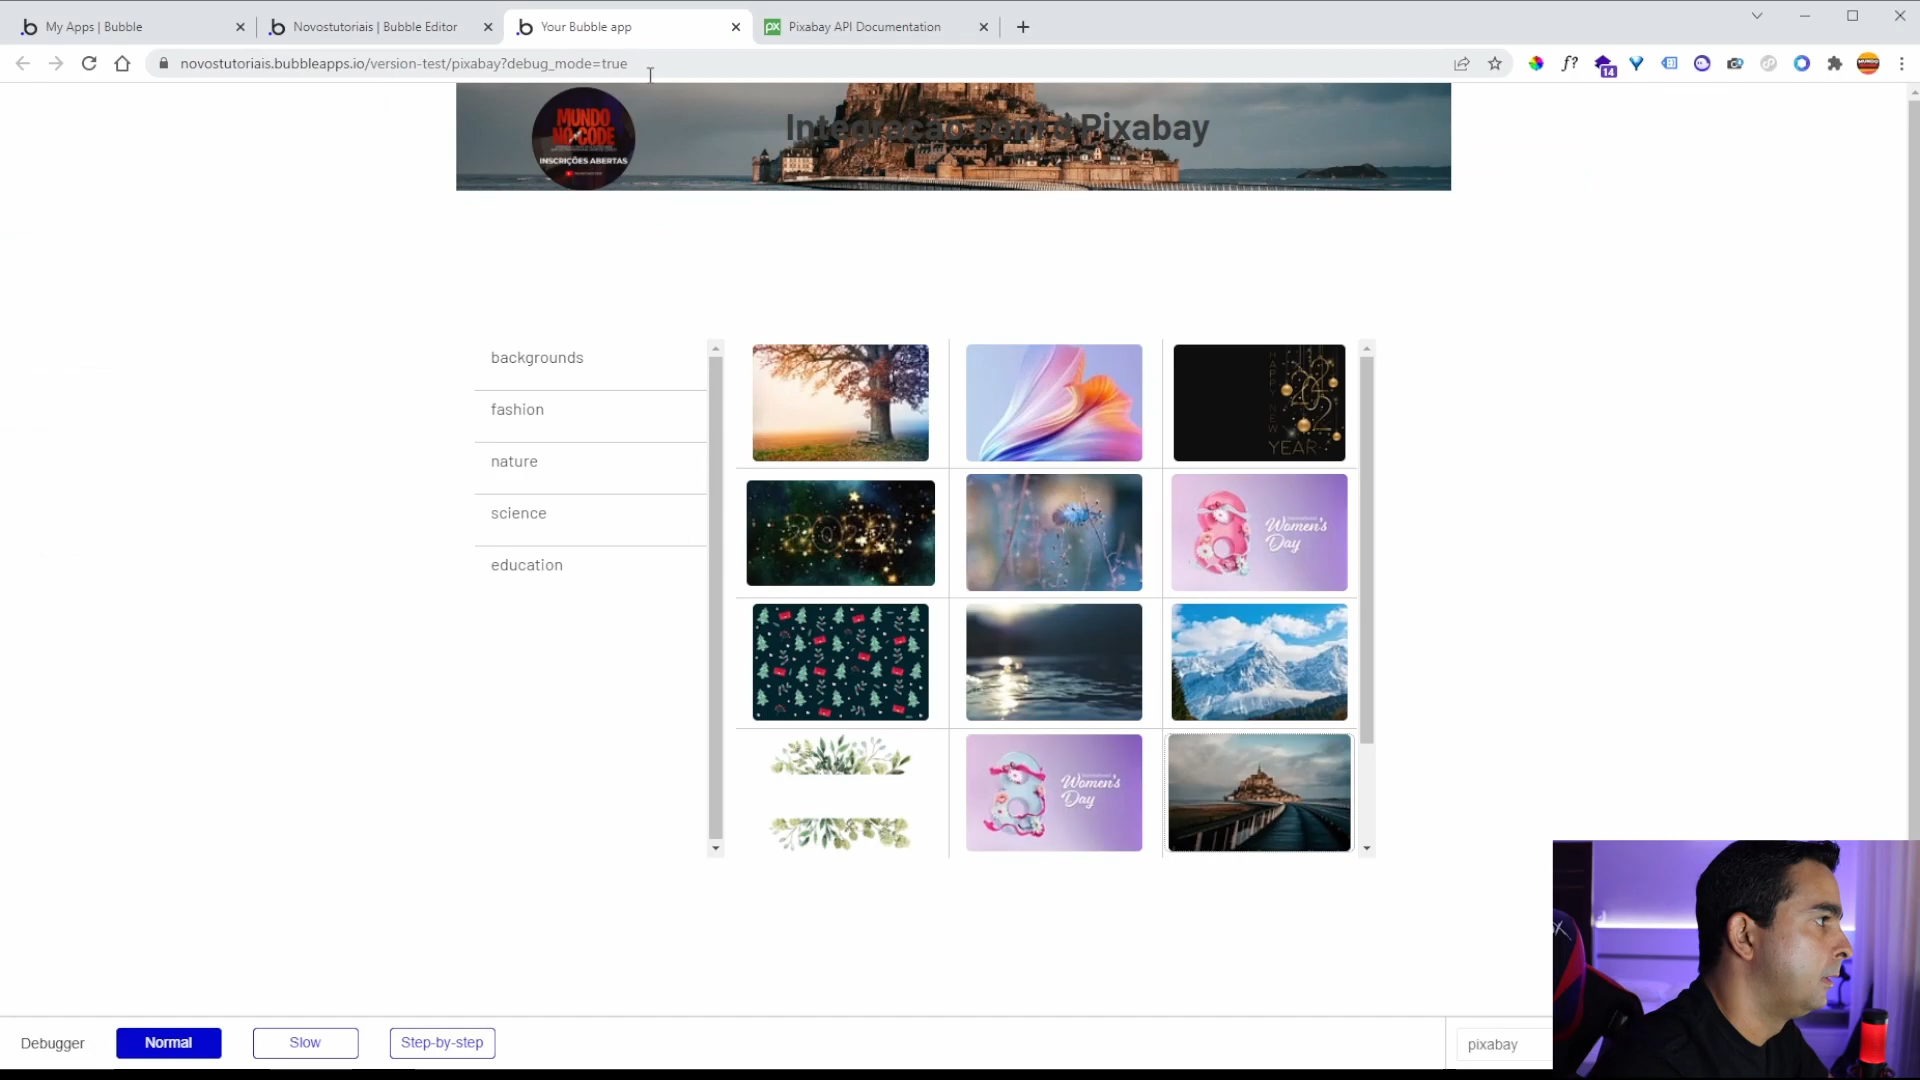 My Apps | Bubble
Novostutoriais | Bubble Editor
Your Bubble app
Pixabay API Documentation
novostutoriais.bubbleapps.io/version-test/pixabay?debug_mode=true
14
MUNDO
NO CODE
INSCRIÇÕES ABERTAS
Integração com a Pixabay
backgrounds
fashion
nature
science
education
HAPPY NEW
YEAR
2022
Women's
Day
Women's
Day
Debugger
Normal
Slow
Step-by-step
pixabay